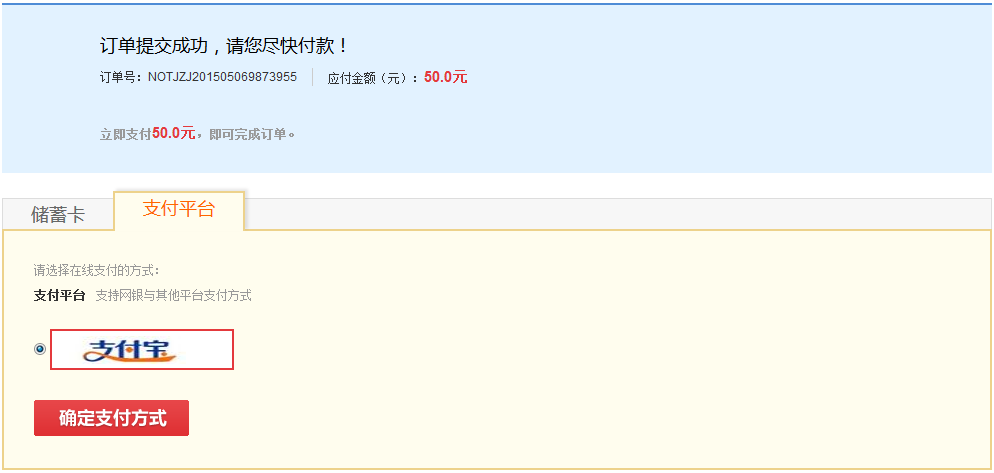 订单提交成功，请您尽快付款！
订单号：NOTJZJ201505069873955 应付金额（元）：50.0元
立即支付50.0元，即可完成订单。
储蓄卡 支付平台
请选择在线支付的方式：
支付平台 支持网银与其他平台支付方式
支付宝
确定支付方式